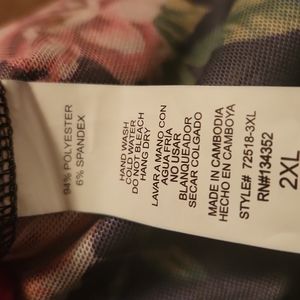 94% POLYESTER
6% SPANDEX
HAND WASH
COLD WATER
DO NOT BLEACH
HANG DRY
LAVAR A MANO CON
AGUA FRÍA
NO USAR
BLANQUEADOR
SECAR COLGADO
MADE IN CAMBODIA
HECHO EN CAMBOYA
STYLE# 72518-3XL
RN#134352
2XL